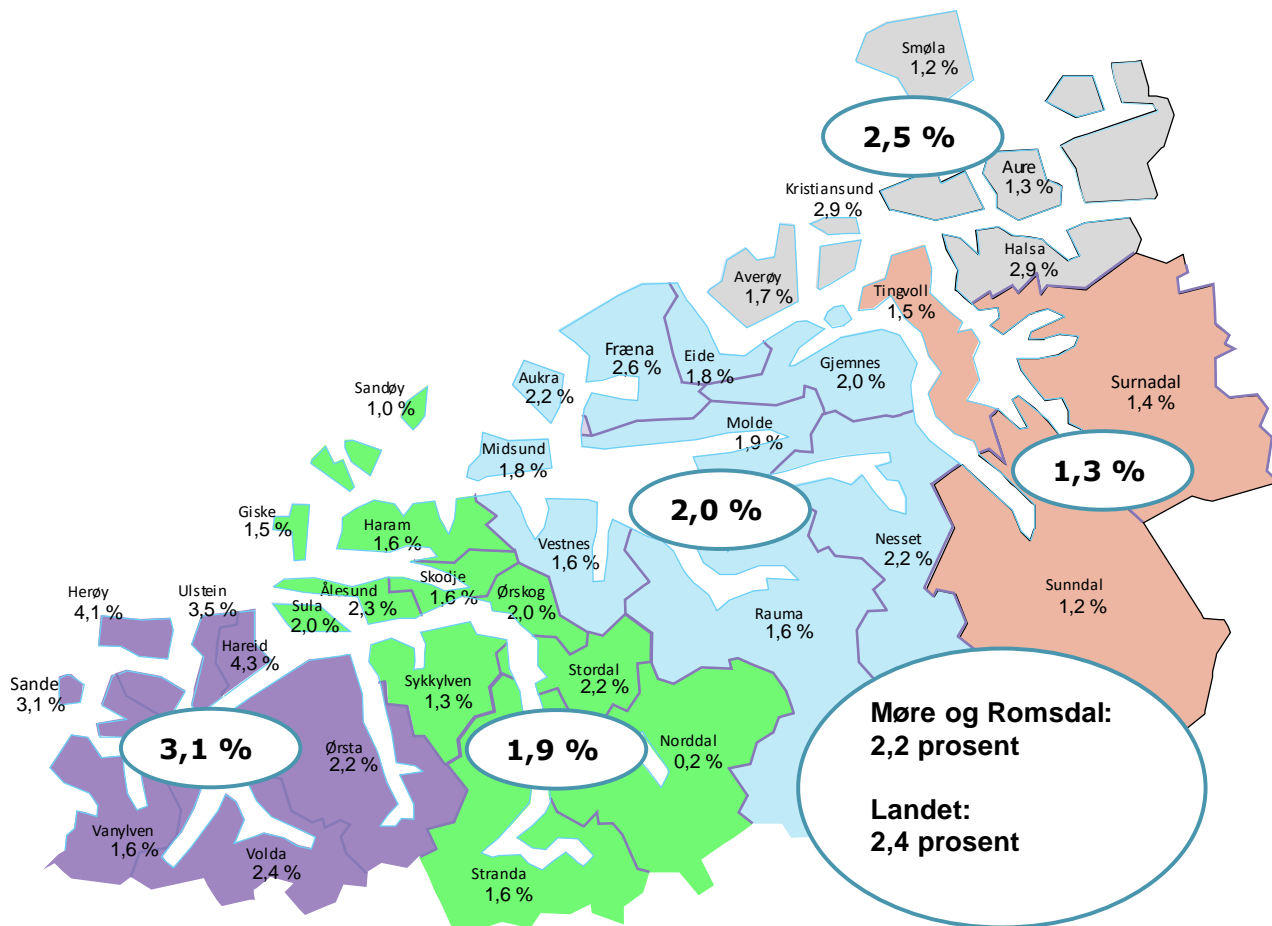 Smøla
1,2 %
2,5 %
Aure
1,3 %
Kristiansund
2,9 %
Halsa
2,9 %
Averøy
1,7 %
Tingvoll
1,5 %
Fræna
2,6 %
Eide
1,8 %
Gjemnes
2,0 %
Surnadal
1,4 %
Aukra
2,2 %
Sandøy
1,0 %
Molde
1,9 %
Midsund
1,8 %
1,3 %
2,0 %
Giske
1,5 %
Haram
1,6 %
Vestnes
1,6 %
Nesset
2,2 %
Skodje
1,6 %
Ørskog
2,0 %
Ålesund
2,3 %
Sula
2,0 %
Herøy
4,1 %
Ulstein
3,5 %
Hareid
4,3 %
Sunndal
1,2 %
Rauma
1,6 %
Sande
3,1 %
Sykkylven
1,3 %
Stordal
2,2 %
3,1 %
Ørsta
2,2 %
1,9 %
Norddal
0,2 %
Møre og Romsdal:
2,2 prosent
Landet:
2,4 prosent
Vanylven
1,6 %
Volda
2,4 %
Stranda
1,6 %